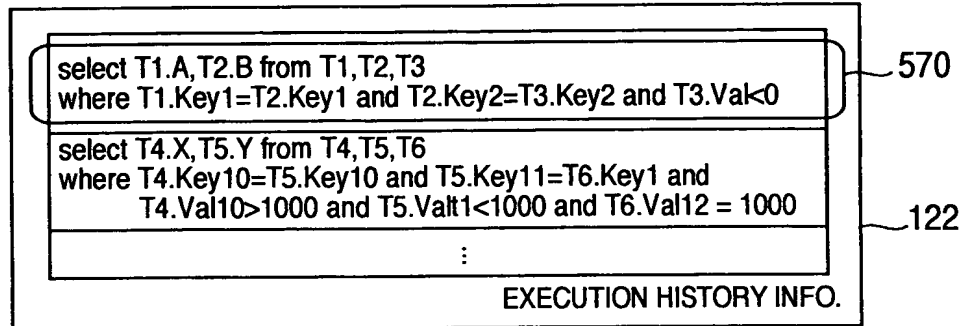 select T1.A,T2.B from T1,T2,T3
where T1.Key1=T2.Key1 and T2.Key2=T3.Key2 and T3.Val<0
570
select T4.X,T5.Y from T4,T5,T6
where T4.Key10=T5.Key10 and T5.Key11=T6.Key1 and
T4.Val10>1000 and T5.Valt1<1000 and T6.Val12 = 1000
122
⋮
EXECUTION HISTORY INFO.